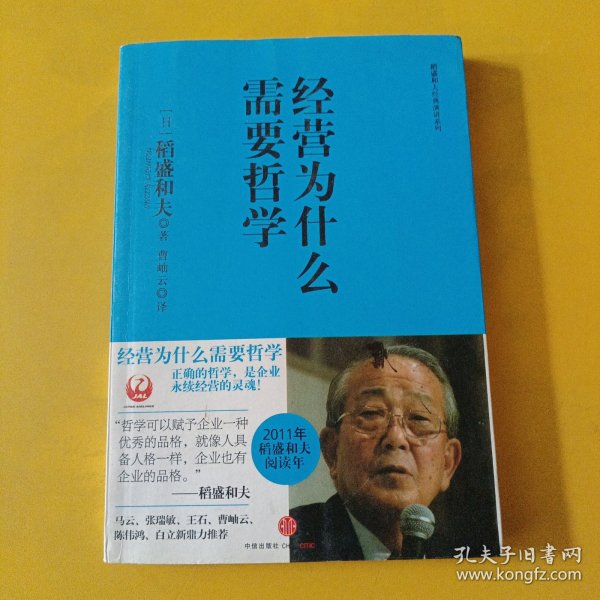 稻盛和夫经典演讲系列
经营为什么
需要哲学
[日]稻盛和夫◎著 曹岫云◎译
经营为什么需要哲学
正确的哲学，是企业
永续经营的灵魂！
JAL
JAPAN AIRLINES
“哲学可以赋予企业一种
优秀的品格，就像人具
备人格一样，企业也有
企业的品格。”
——稻盛和夫
2011年
稻盛和夫
阅读年
马云、张瑞敏、王石、曹岫云、
陈伟鸿、白立新鼎力推荐
中信出版社
孔夫子旧书网
www.kongfz.com